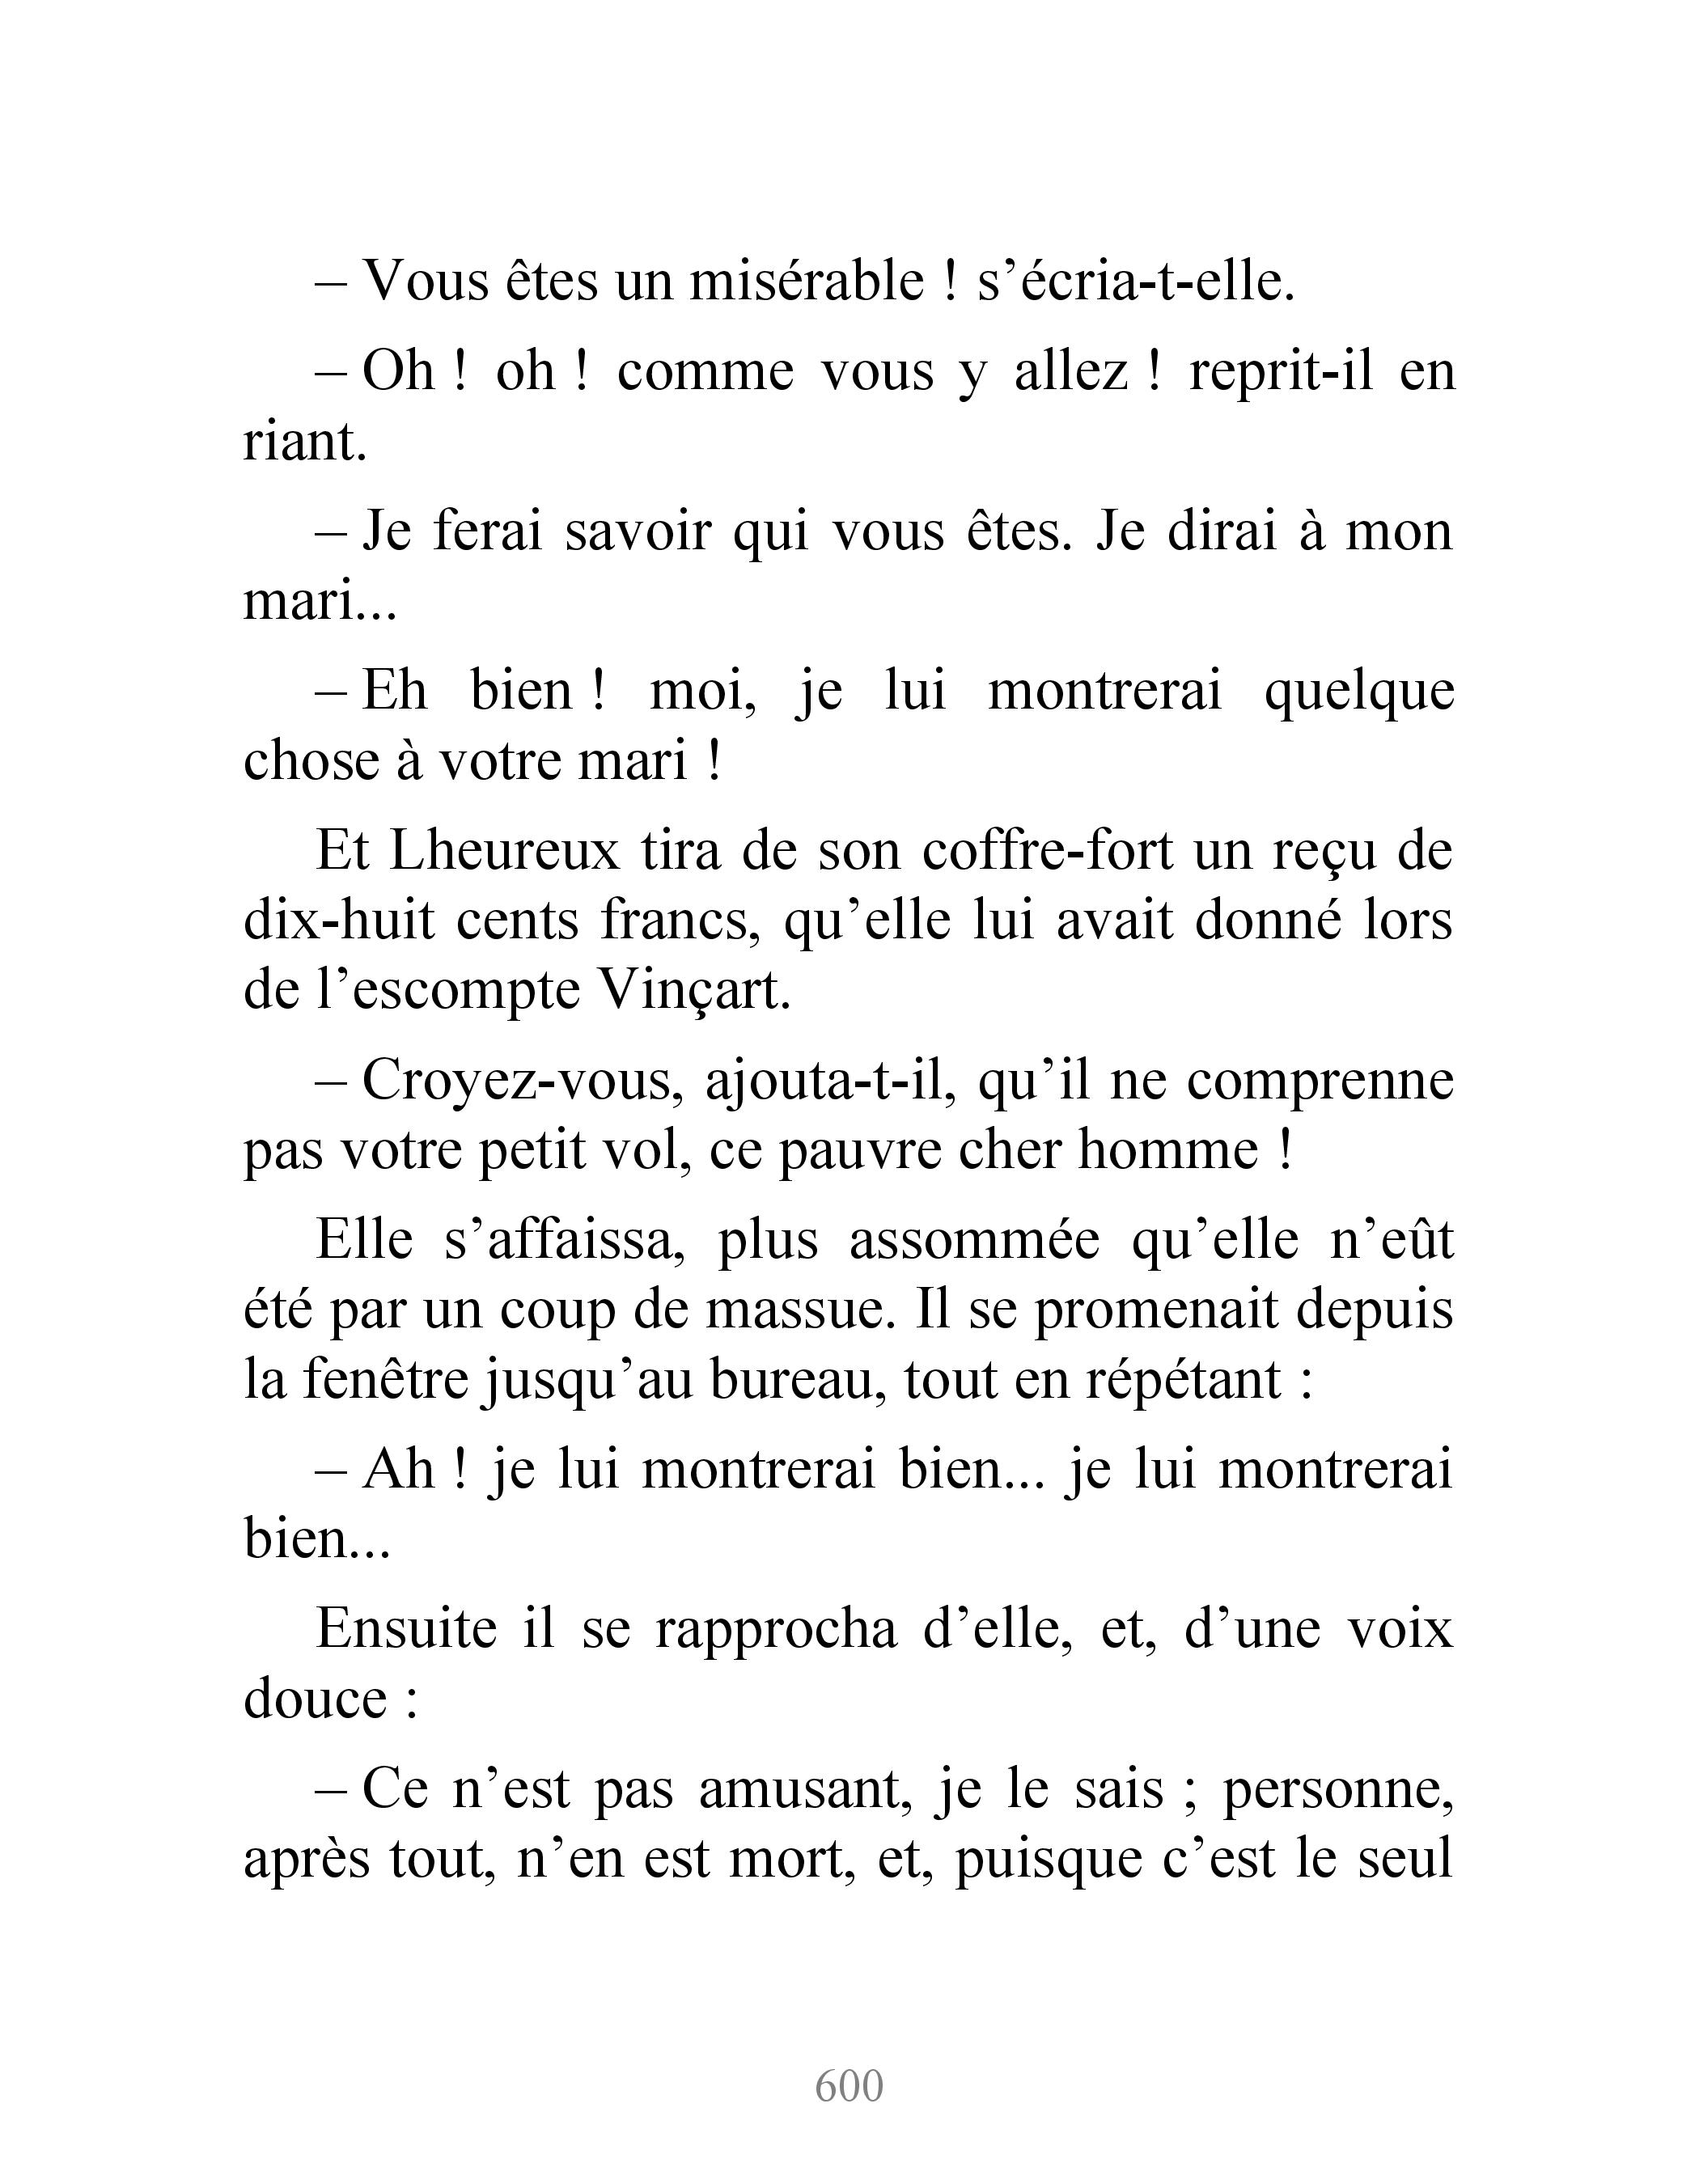 – Vous êtes un misérable ! s’écria-t-elle.
– Oh ! oh ! comme vous y allez ! reprit-il en
riant.
– Je ferai savoir qui vous êtes. Je dirai à mon
mari...
– Eh bien ! moi, je lui montrerai quelque
chose à votre mari !
Et Lheureux tira de son coffre-fort un reçu de
dix-huit cents francs, qu’elle lui avait donné lors
de l’escompte Vinçart.
– Croyez-vous, ajouta-t-il, qu’il ne comprenne
pas votre petit vol, ce pauvre cher homme !
Elle s’affaissa, plus assommée qu’elle n’eût
été par un coup de massue. Il se promenait depuis
la fenêtre jusqu’au bureau, tout en répétant :
– Ah ! je lui montrerai bien... je lui montrerai
bien...
Ensuite il se rapprocha d’elle, et, d’une voix
douce :
– Ce n’est pas amusant, je le sais ; personne,
après tout, n’en est mort, et, puisque c’est le seul
600